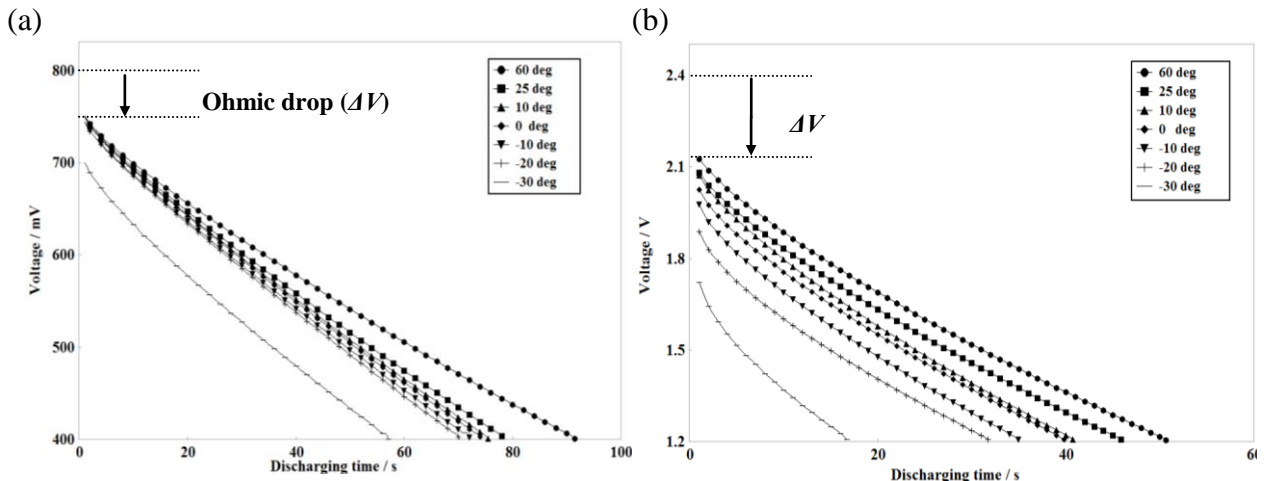 (a)
800
700
600
500
400
Voltage / mV
Ohmic drop (ΔV)
60 deg
25 deg
10 deg
0 deg
-10 deg
-20 deg
-30 deg
0 20 40 60 80 100
Discharging time / s
(b)
2.4
2.1
1.8
1.5
1.2
Voltage / V
ΔV
60 deg
25 deg
10 deg
0 deg
-10 deg
-20 deg
-30 deg
0 20 40 60
Discharging time / s